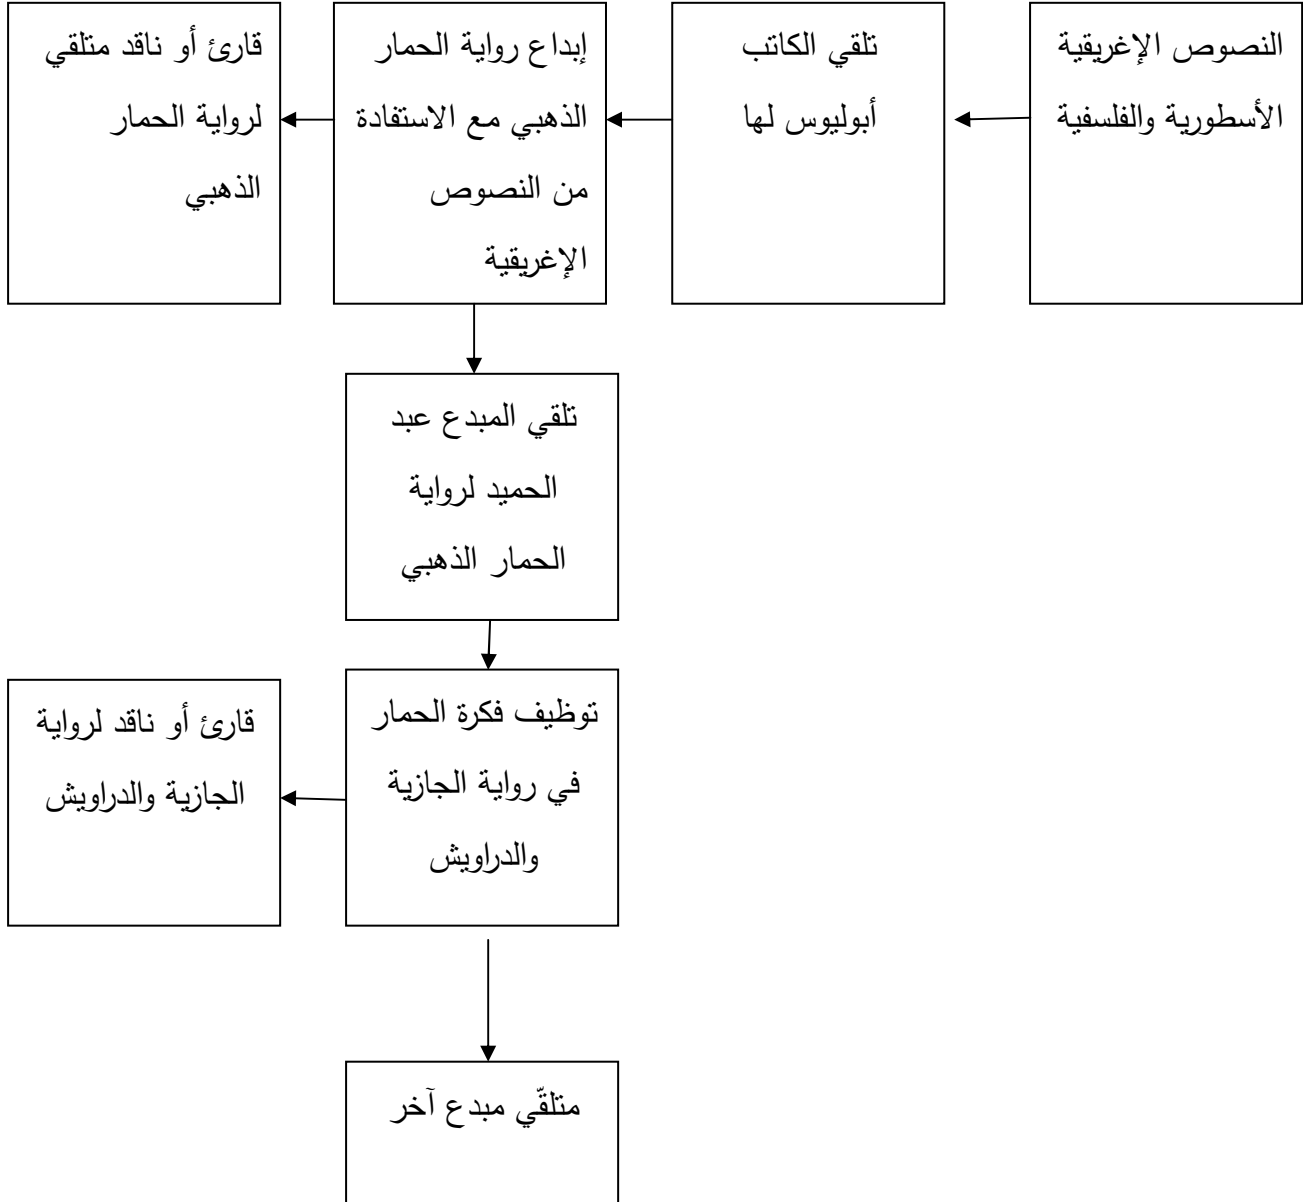 النصوص الإغريقية
الأسطورية والفلسفية
تلقي الكاتب
أبوليوس لها
إبداع رواية الحمار
الذهبي مع الاستفادة
من النصوص
الإغريقية
قارئ أو ناقد متلقي
لرواية الحمار
الذهبي
تلقي المبدع عبد
الحميد لرواية
الحمار الذهبي
توظيف فكرة الحمار
في رواية الجازية
والدراويش
قارئ أو ناقد لرواية
الجازية والدراويش
متلقّي مبدع آخر